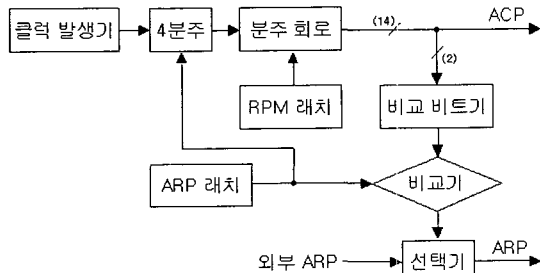 클럭 발생기
4분주
분주 회로
(14)
ACP
(2)
RPM 래치
비교 비트기
ARP 래치
비교기
외부 ARP
선택기
ARP